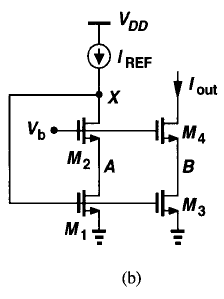 V_DD
I_REF
X
I_out
V_b
M_2
M_4
A
B
M_1
M_3
(b)